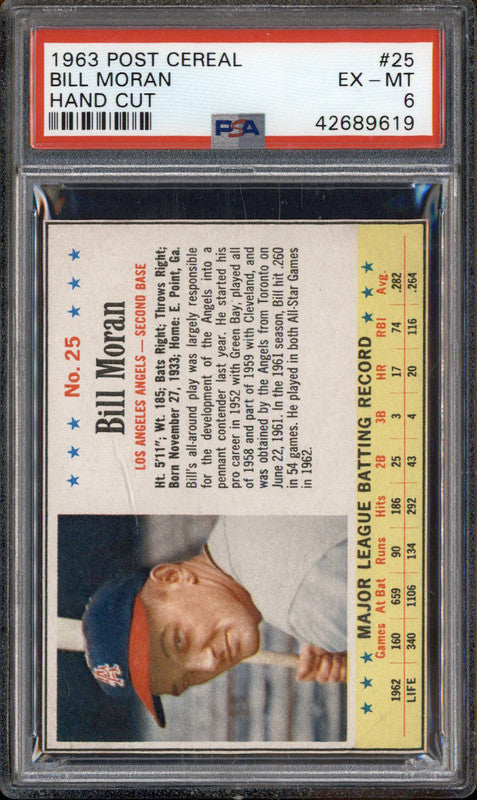 1963 POST CEREAL #25
BILL MORAN EX - MT
HAND CUT 6
PSA 42689619
★ ★ ★ No. 25 ★ ★ ★
Bill Moran
LOS ANGELES ANGELS—SECOND BASE
Ht. 5'11"; Wt. 185; Bats Right; Throws Right;
Born November 27, 1933; Home: E. Point, Ga.
Bill's all-around play was largely responsible
for the development of the Angels into a
pennant contender last year. He started his
pro career in 1952 with Green Bay, played all
of 1958 and part of 1959 with Cleveland, and
was obtained by the Angels from Toronto on
June 22, 1961. In the 1961 season, Bill hit .260
in 54 games. He played in both All-Star Games
in 1962.
★ ★ ★ MAJOR LEAGUE BATTING RECORD ★ ★ ★
Games At Bat Runs Hits 2B 3B HR RBI Avg.
1962 160 659 90 186 25 3 17 74 .282
LIFE 340 1106 134 292 43 4 20 116 .264